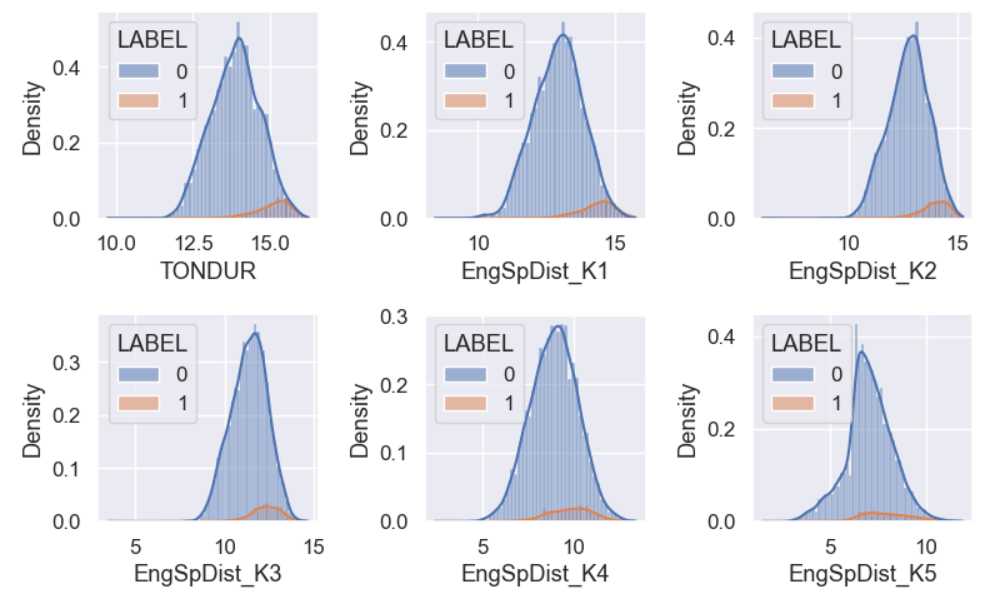 LABEL
0
1
Density
0.4
0.2
0.0
10.0 12.5 15.0
TONDUR
LABEL
0
1
Density
0.4
0.2
0.0
10 15
EngSpDist_K1
LABEL
0
1
Density
0.4
0.2
0.0
10 15
EngSpDist_K2
LABEL
0
1
Density
0.3
0.2
0.1
0.0
5 10 15
EngSpDist_K3
LABEL
0
1
Density
0.3
0.2
0.1
0.0
5 10
EngSpDist_K4
LABEL
0
1
Density
0.4
0.2
0.0
5 10
EngSpDist_K5